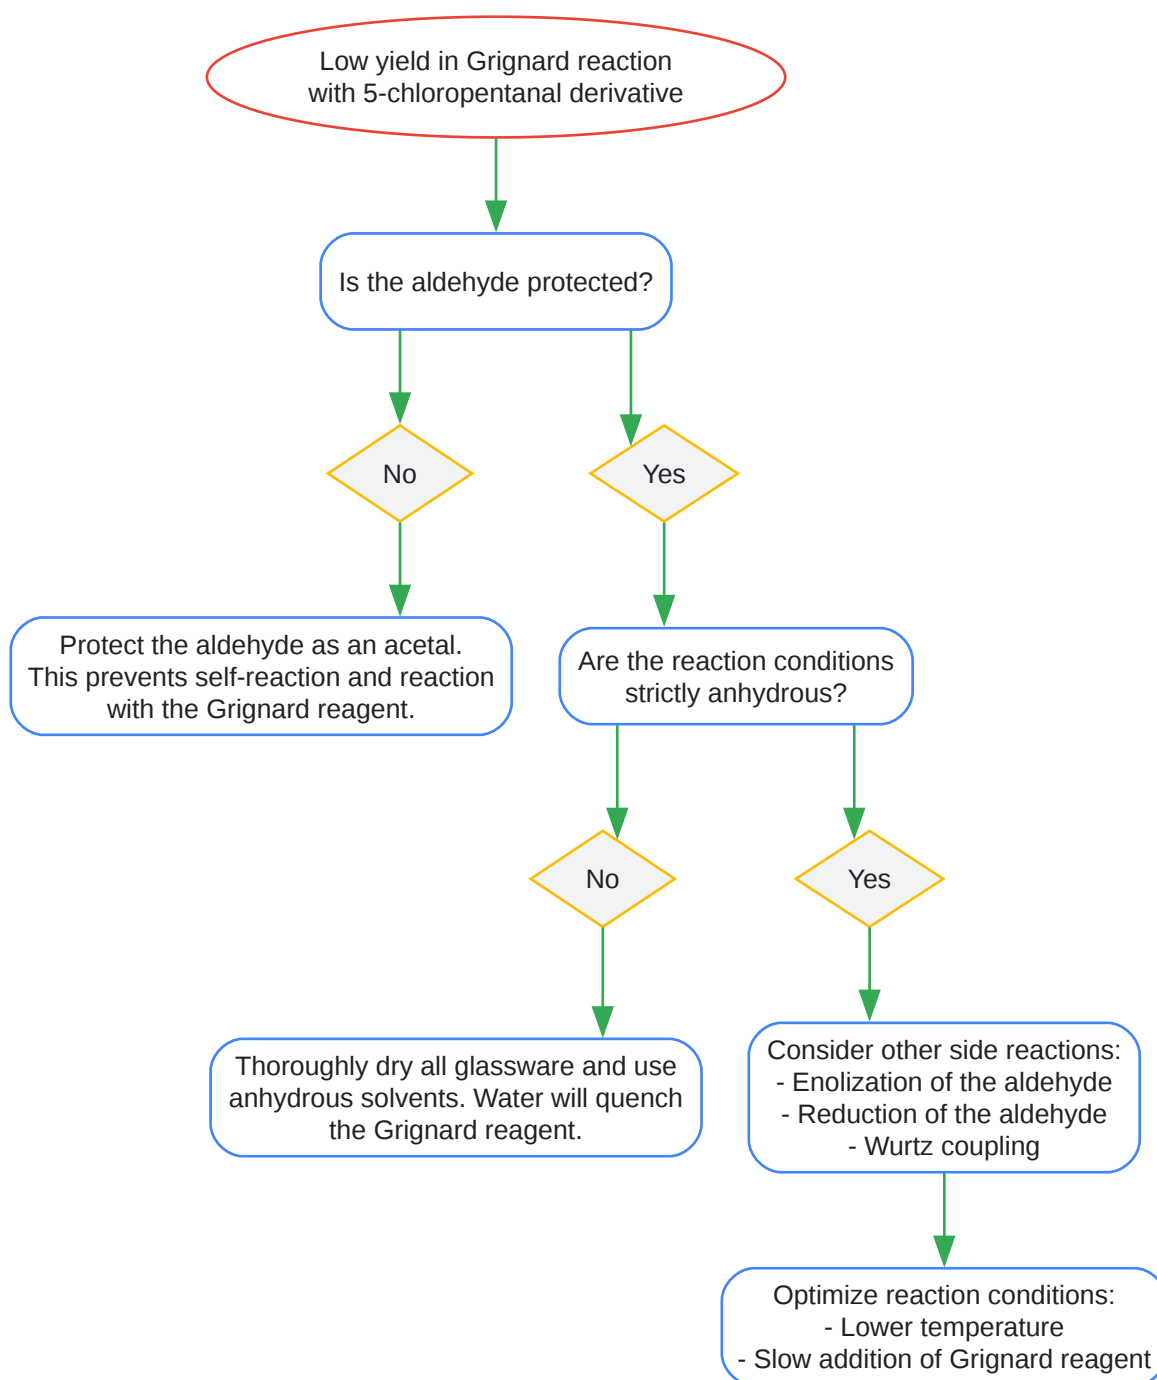 Low yield in Grignard reaction
with 5-chloropentanal derivative
Is the aldehyde protected?
No
Yes
Protect the aldehyde as an acetal.
This prevents self-reaction and reaction
with the Grignard reagent.
Are the reaction conditions
strictly anhydrous?
No
Yes
Thoroughly dry all glassware and use
anhydrous solvents. Water will quench
the Grignard reagent.
Consider other side reactions:
- Enolization of the aldehyde
- Reduction of the aldehyde
- Wurtz coupling
Optimize reaction conditions:
- Lower temperature
- Slow addition of Grignard reagent